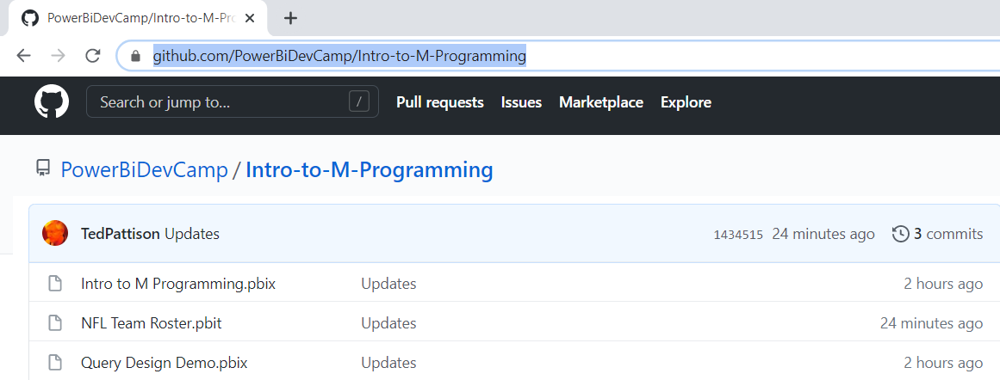 PowerBiDevCamp/Intro-to-M-Pro
github.com/PowerBiDevCamp/Intro-to-M-Programming
Search or jump to... / Pull requests Issues Marketplace Explore
PowerBiDevCamp / Intro-to-M-Programming
TedPattison Updates 1434515 24 minutes ago 3 commits
Intro to M Programming.pbix Updates 2 hours ago
NFL Team Roster.pbit Updates 24 minutes ago
Query Design Demo.pbix Updates 2 hours ago